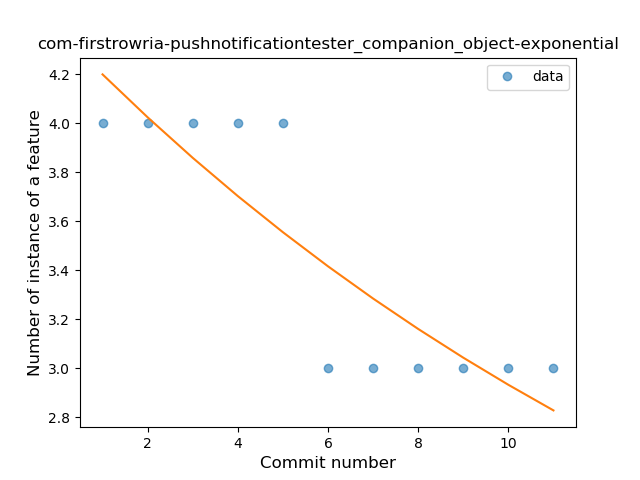 com-firstrowria-pushnotificationtester_companion_object-exponential
data
Number of instance of a feature
4.2
4.0
3.8
3.6
3.4
3.2
3.0
2.8
2 4 6 8 10
Commit number